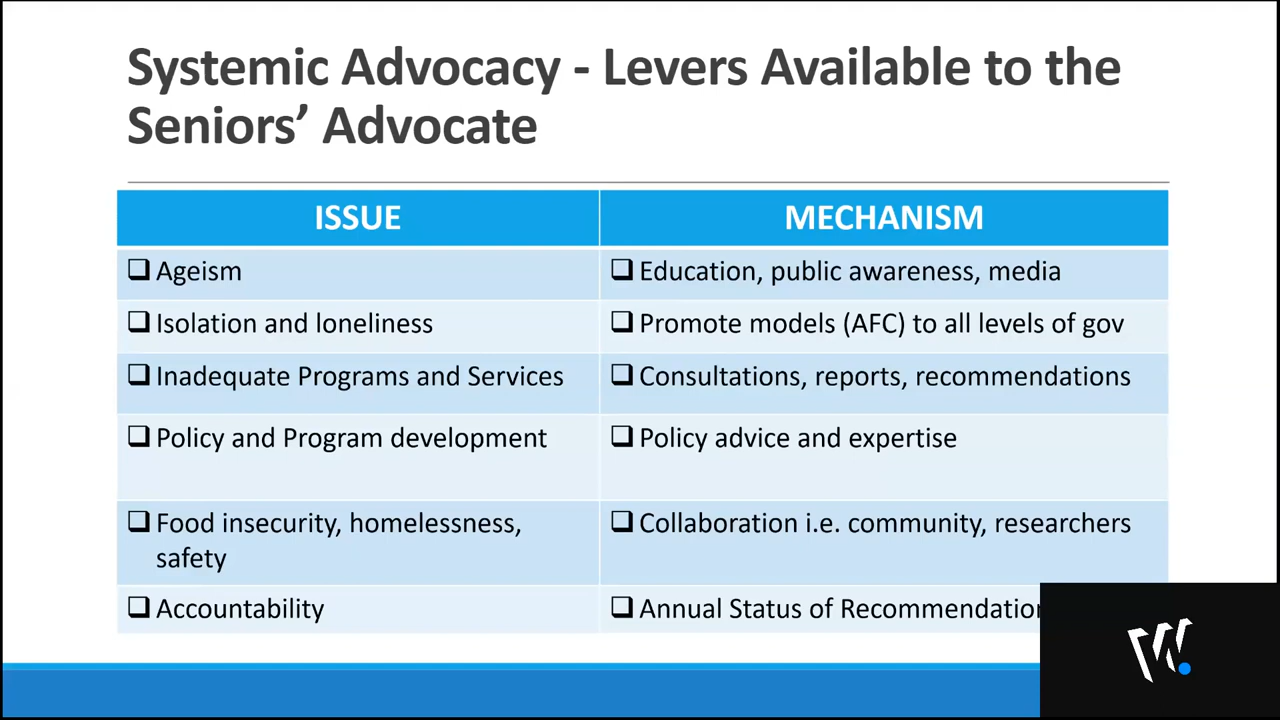 Systemic Advocacy - Levers Available to the
Seniors’ Advocate
ISSUE
MECHANISM
Ageism
Education, public awareness, media
Isolation and loneliness
Promote models (AFC) to all levels of gov
Inadequate Programs and Services
Consultations, reports, recommendations
Policy and Program development
Policy advice and expertise
Food insecurity, homelessness,
safety
Collaboration i.e. community, researchers
Accountability
Annual Status of